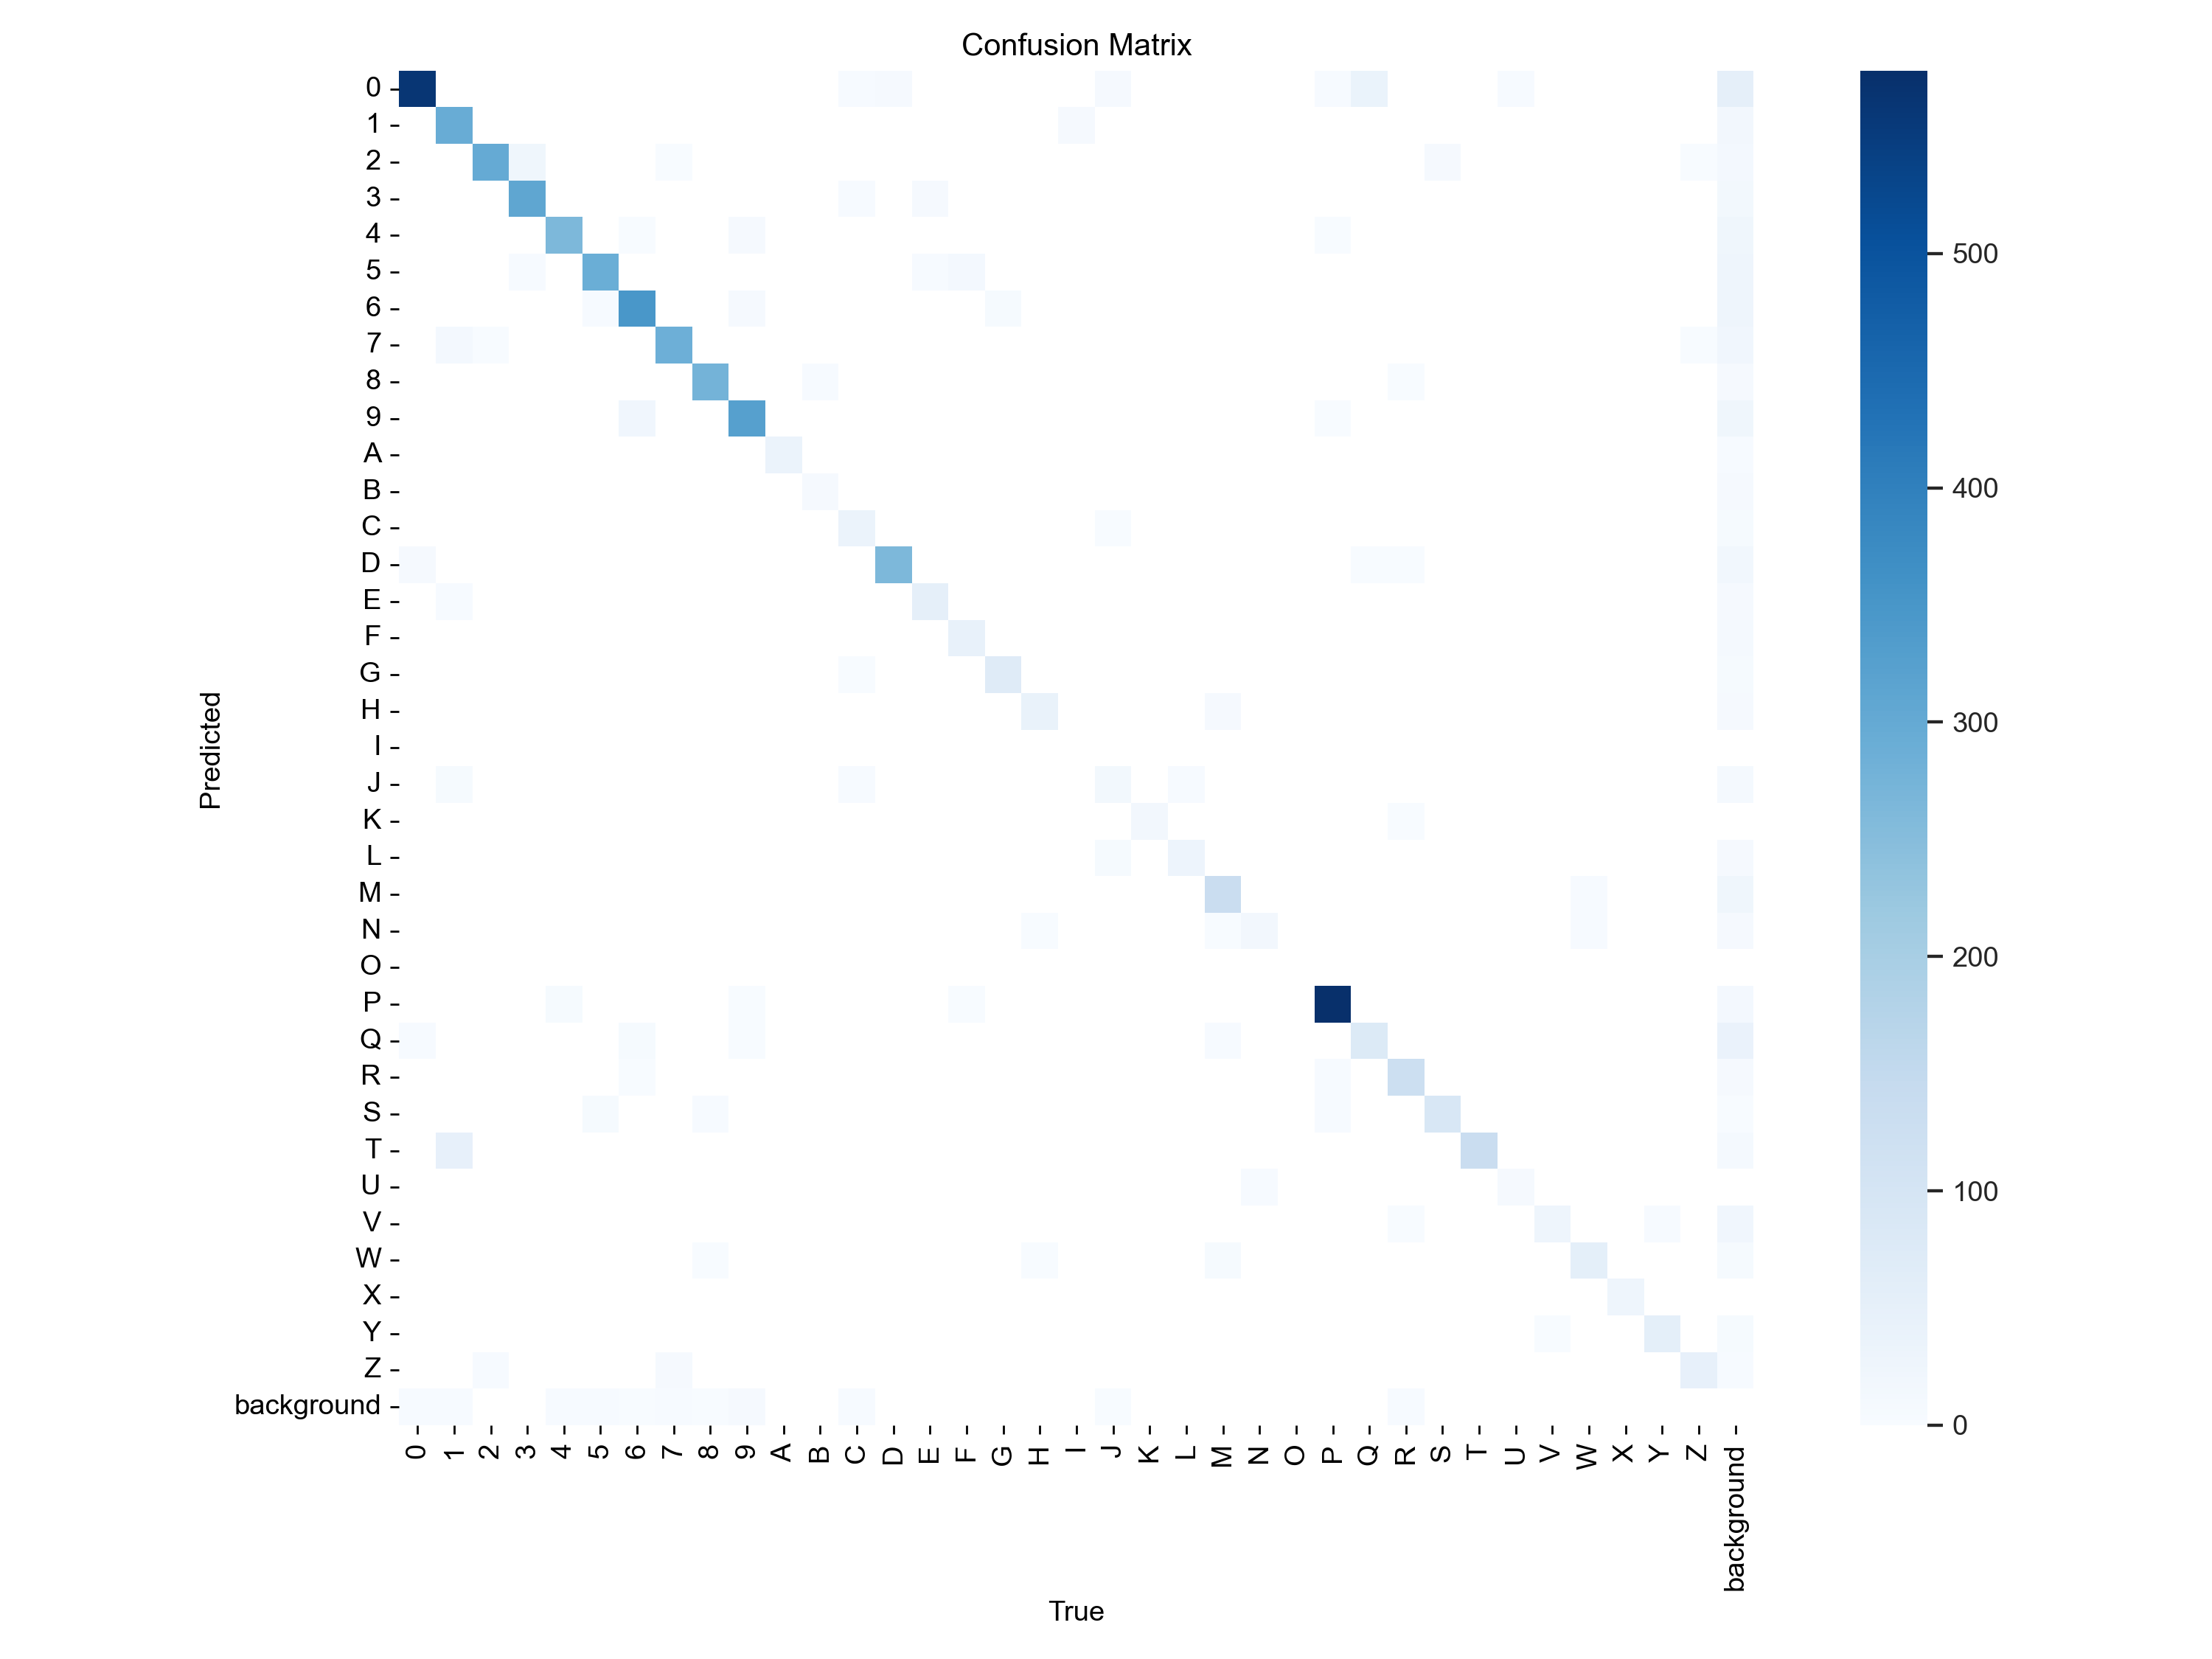 Confusion Matrix
0
1
2
3
4
5
6
7
8
9
A
B
C
D
E
F
G
H
I
J
K
L
M
N
O
P
Q
R
S
T
U
V
W
X
Y
Z
background
Predicted
0 1 2 3 4 5 6 7 8 9 A B C D E F G H I J K L M N O P Q R S T U V W X Y Z background
True
500
400
300
200
100
0